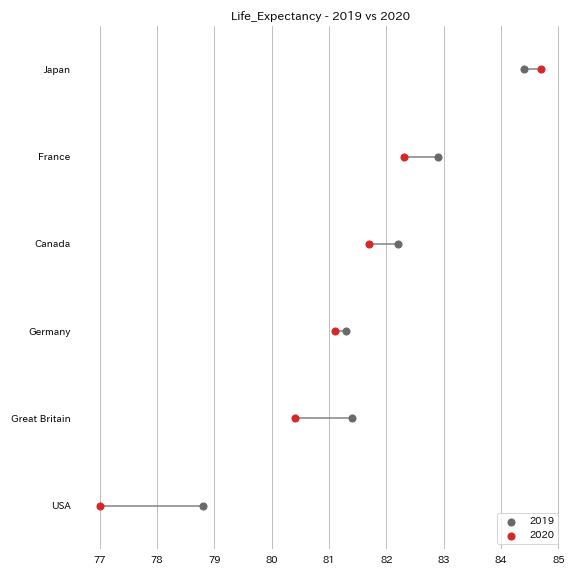 Life_Expectancy - 2019 vs 2020
Japan
France
Canada
Germany
Great Britain
USA
2019
2020
77 78 79 80 81 82 83 84 85